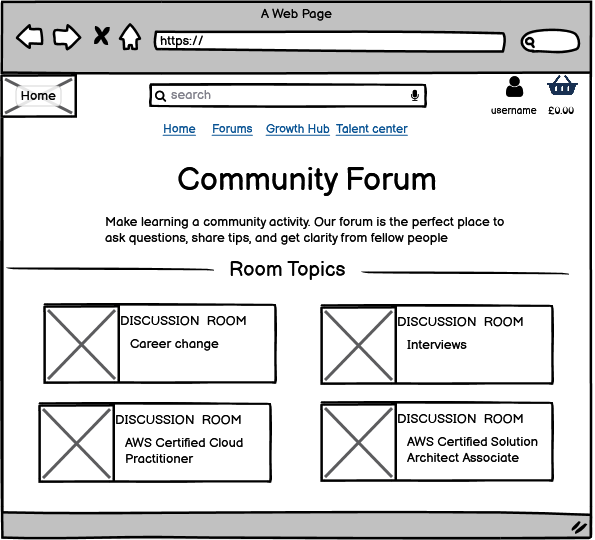 A Web Page
https://
Home
search
username
£0.00
Home Forums Growth Hub Talent center
Community Forum
Make learning a community activity. Our forum is the perfect place to
ask questions, share tips, and get clarity from fellow people
Room Topics
DISCUSSION ROOM
Career change
DISCUSSION ROOM
Interviews
DISCUSSION ROOM
AWS Certified Cloud
Practitioner
DISCUSSION ROOM
AWS Certified Solution
Architect Associate